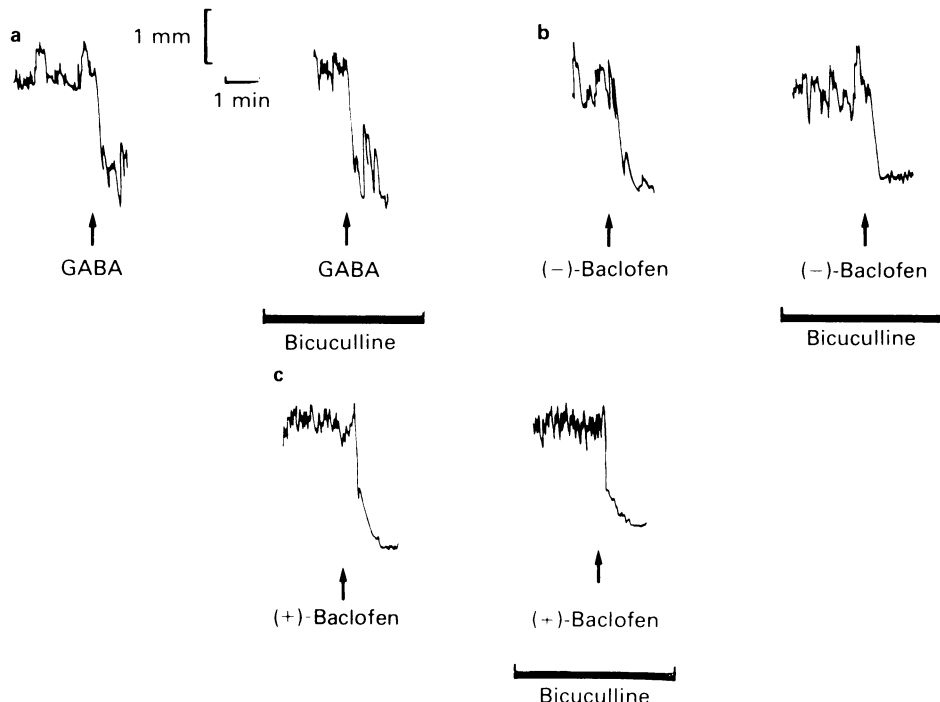 a
1 mm
1 min
b
GABA
GABA
(−)-Baclofen
(−)-Baclofen
Bicuculline
Bicuculline
c
(+)-Baclofen
(+)-Baclofen
Bicuculline